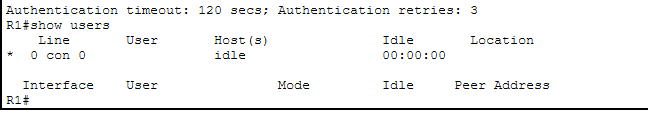 Authentication timeout: 120 secs; Authentication retries: 3
R1#show users
Line User Host(s) Idle Location
* 0 con 0 idle 00:00:00
Interface User Mode Idle Peer Address
R1#